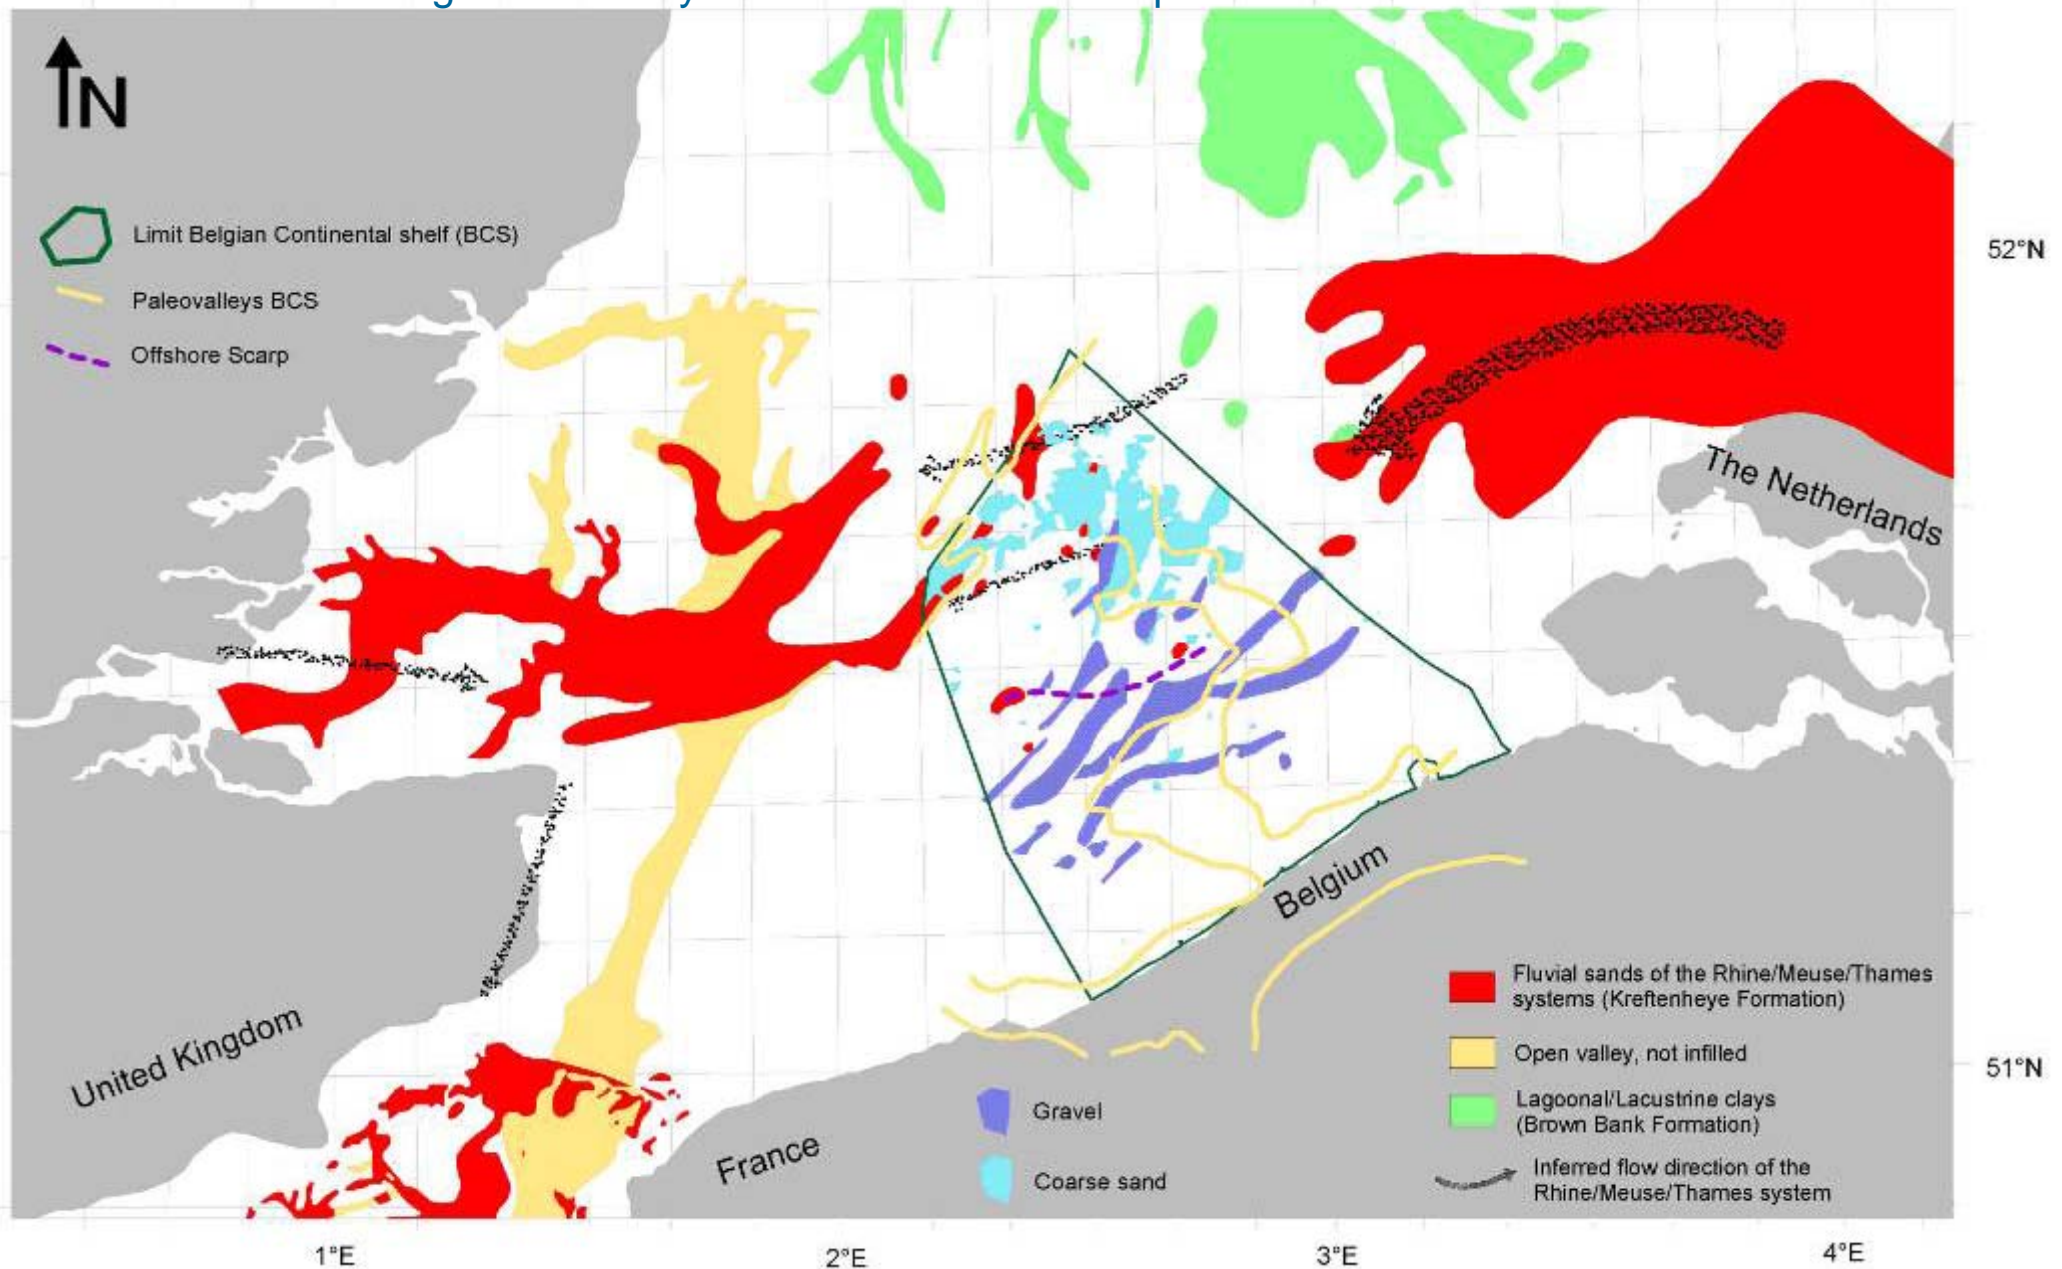 N
Limit Belgian Continental shelf (BCS)
Paleovalleys BCS
Offshore Scarp
52°N
The Netherlands
Belgium
United Kingdom
France
Gravel
Coarse sand
Fluvial sands of the Rhine/Meuse/Thames
systems (Kreftenheye Formation)
Open valley, not infilled
Lagoonal/Lacustrine clays
(Brown Bank Formation)
Inferred flow direction of the
Rhine/Meuse/Thames system
51°N
1°E
2°E
3°E
4°E